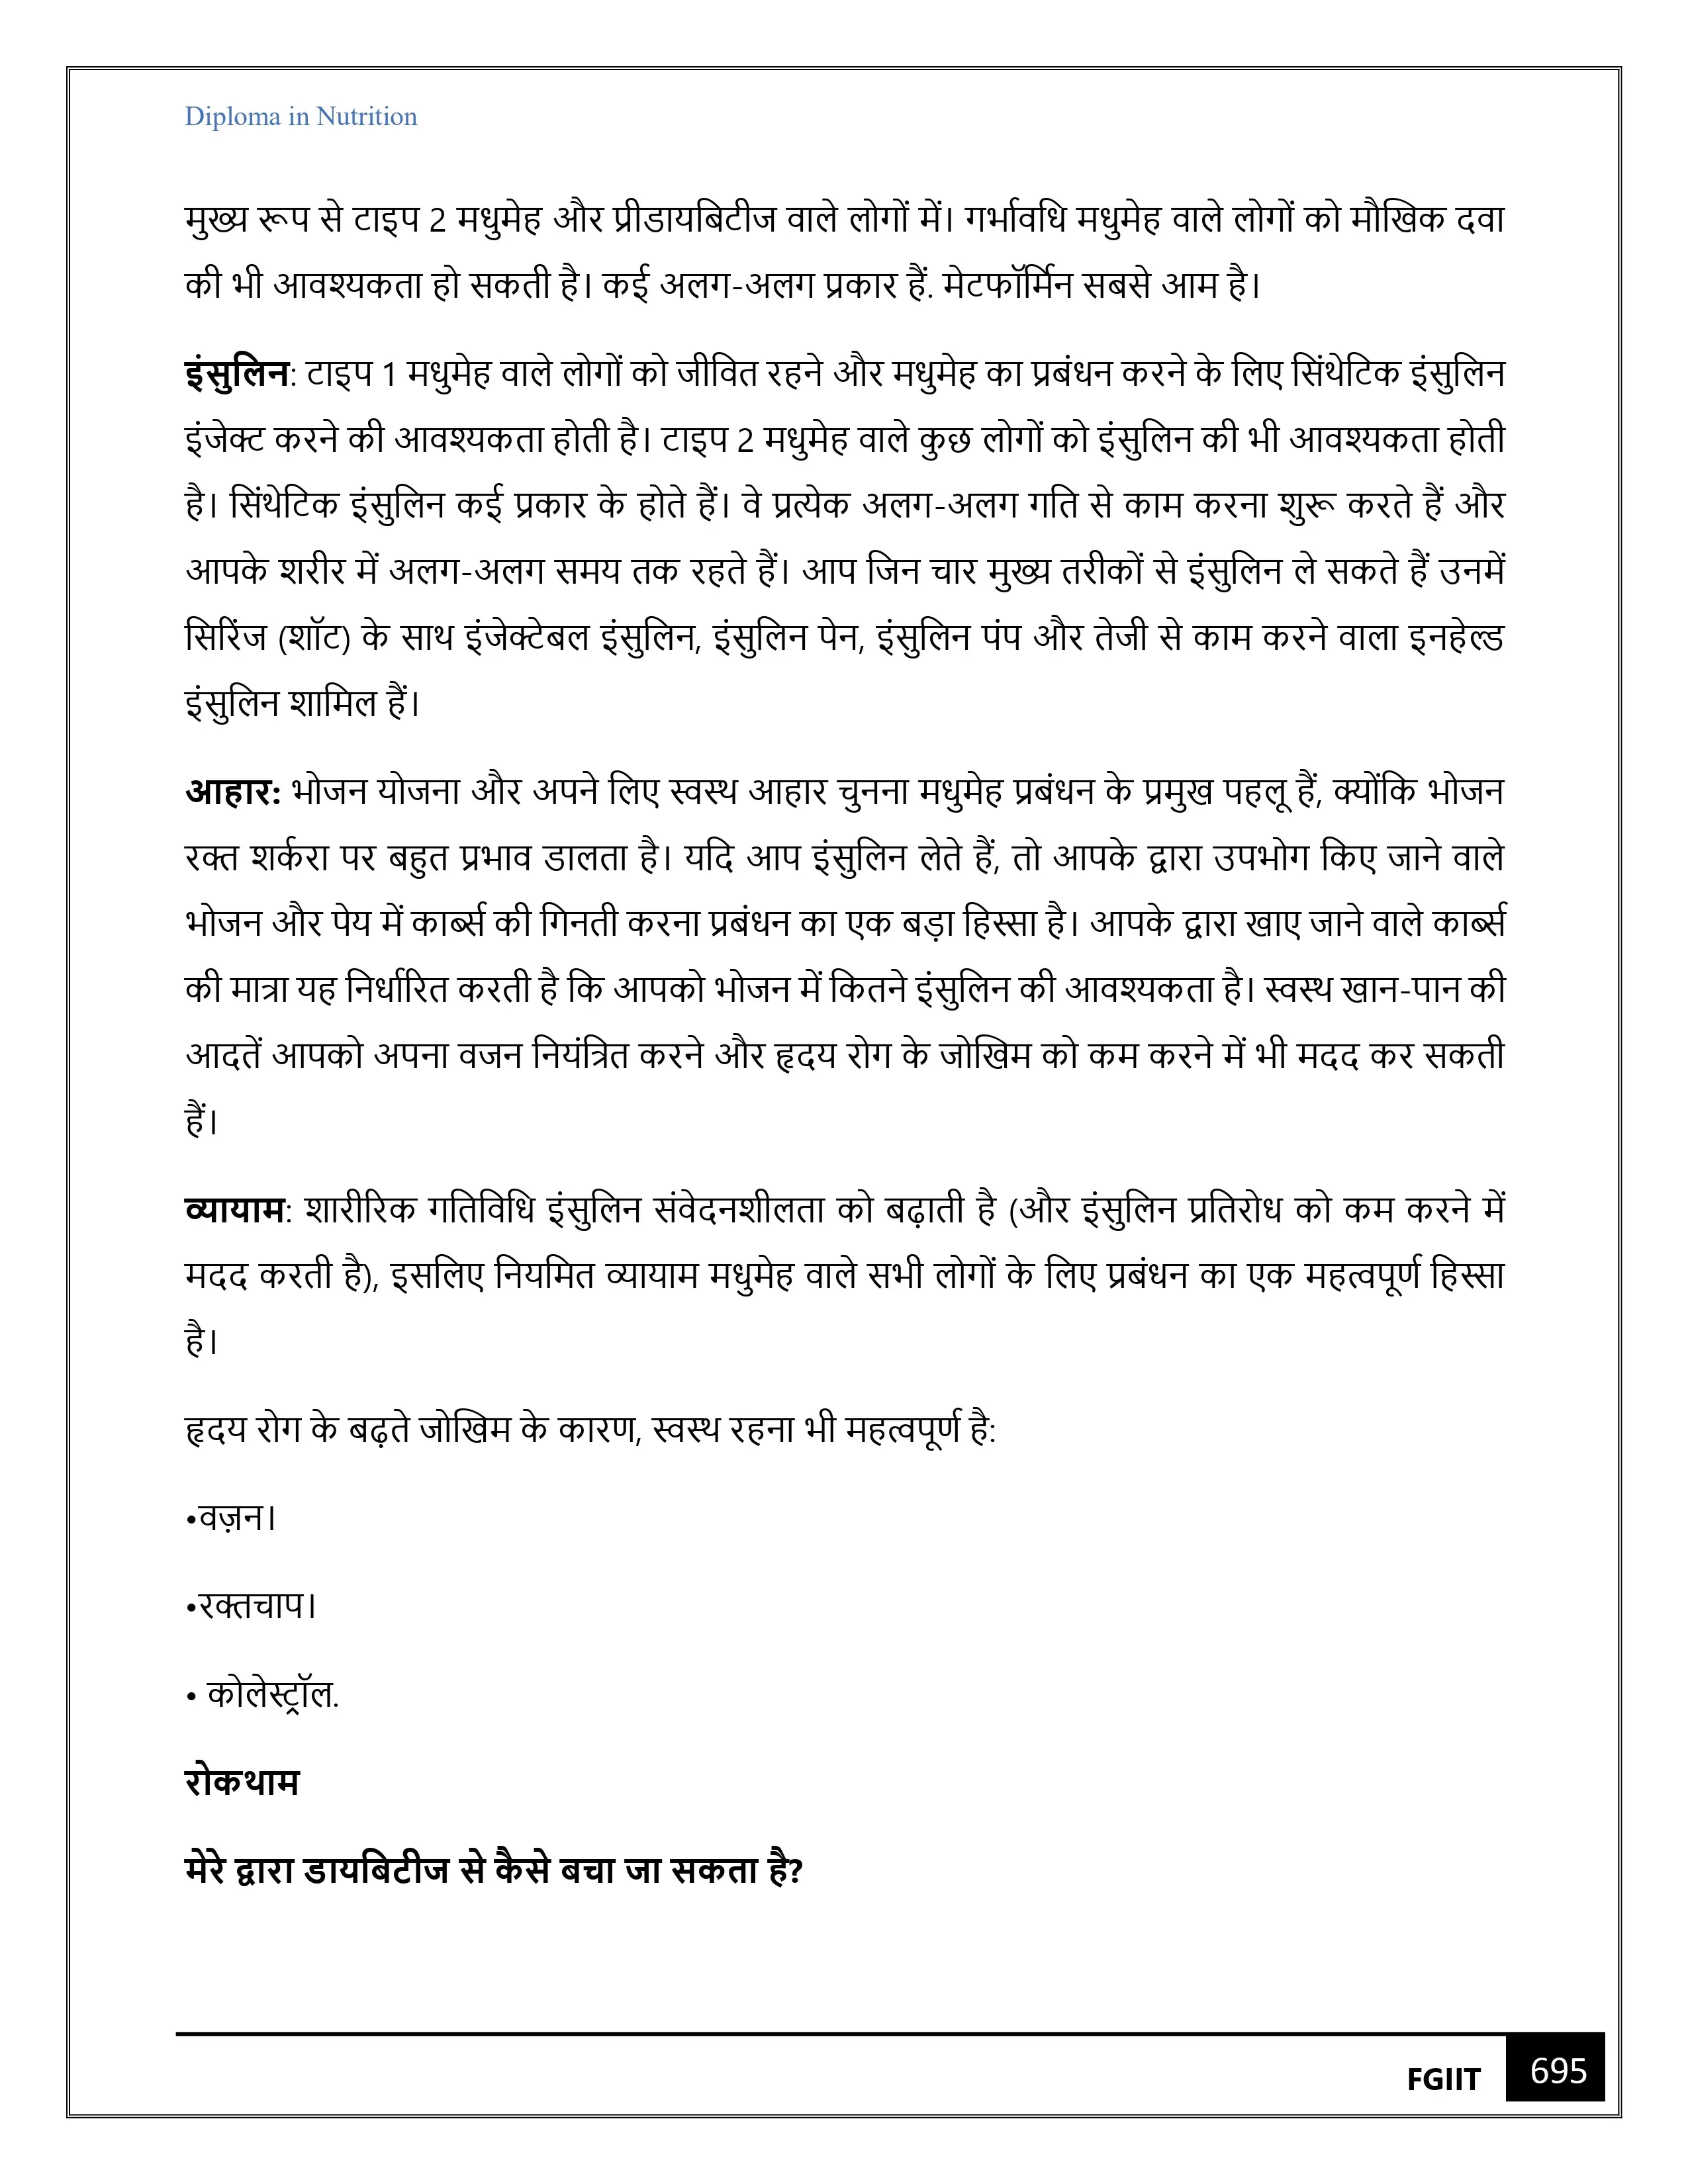 Diploma in Nutrition
मुख्य रूप से टाइप 2 मधुमेह और प्रीडायबिटीज वाले लोगों में। गर्भावधि मधुमेह वाले लोगों को मौखिक दवा
की भी आवश्यकता हो सकती है। कई अलग-अलग प्रकार हैं. मेटफॉर्मिन सबसे आम है।
इंसुलिन: टाइप 1 मधुमेह वाले लोगों को जीवित रहने और मधुमेह का प्रबंधन करने के लिए सिंथेटिक इंसुलिन
इंजेक्ट करने की आवश्यकता होती है। टाइप 2 मधुमेह वाले कुछ लोगों को इंसुलिन की भी आवश्यकता होती
है। सिंथेटिक इंसुलिन कई प्रकार के होते हैं। वे प्रत्येक अलग-अलग गति से काम करना शुरू करते हैं और
आपके शरीर में अलग-अलग समय तक रहते हैं। आप जिन चार मुख्य तरीकों से इंसुलिन ले सकते हैं उनमें
सिरिंज (शॉट) के साथ इंजेक्टेबल इंसुलिन, इंसुलिन पेन, इंसुलिन पंप और तेजी से काम करने वाला इनहेल्ड
इंसुलिन शामिल हैं।
आहार: भोजन योजना और अपने लिए स्वस्थ आहार चुनना मधुमेह प्रबंधन के प्रमुख पहलू हैं, क्योंकि भोजन
रक्त शर्करा पर बहुत प्रभाव डालता है। यदि आप इंसुलिन लेते हैं, तो आपके द्वारा उपभोग किए जाने वाले
भोजन और पेय में कार्ब्स की गिनती करना प्रबंधन का एक बड़ा हिस्सा है। आपके द्वारा खाए जाने वाले कार्ब्स
की मात्रा यह निर्धारित करती है कि आपको भोजन में कितने इंसुलिन की आवश्यकता है। स्वस्थ खान-पान की
आदतें आपको अपना वजन नियंत्रित करने और हृदय रोग के जोखिम को कम करने में भी मदद कर सकती
हैं।
व्यायाम: शारीरिक गतिविधि इंसुलिन संवेदनशीलता को बढ़ाती है (और इंसुलिन प्रतिरोध को कम करने में
मदद करती है), इसलिए नियमित व्यायाम मधुमेह वाले सभी लोगों के लिए प्रबंधन का एक महत्वपूर्ण हिस्सा
है।
हृदय रोग के बढ़ते जोखिम के कारण, स्वस्थ रहना भी महत्वपूर्ण है:
•वज़न।
•रक्तचाप।
• कोलेस्ट्रॉल.
रोकथाम
मेरे द्वारा डायबिटीज से कैसे बचा जा सकता है?
FGIIT 695